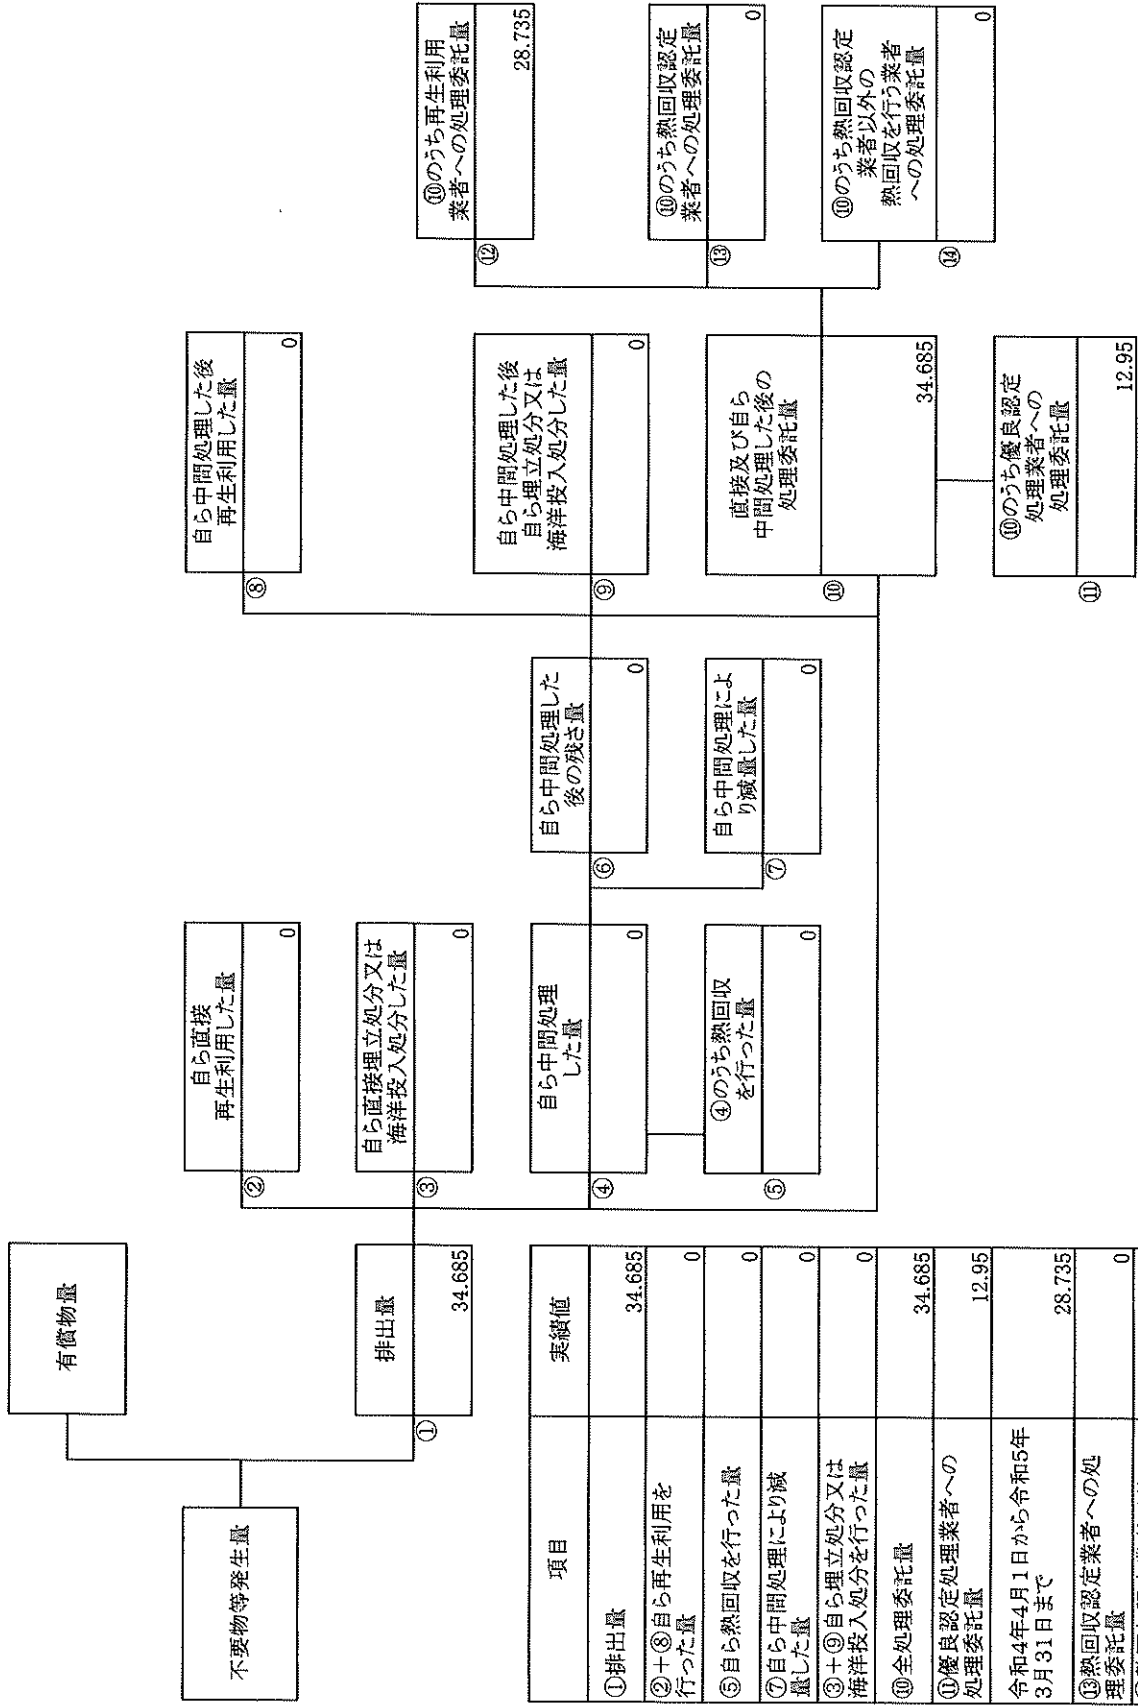 不要物等発生量
有償物量
排出量
①
34.685
自ら直接
再生利用した量
②
0
自ら直接埋立処分又は
海洋投入処分した量
③
0
自ら中間処理
した量
④
0
④のうち熱回収
を行った量
⑤
0
自ら中間処理した
後の残さ量
⑥
0
自ら中間処理によ
り減量した量
⑦
0
自ら中間処理した後
再生利用した量
⑧
0
自ら中間処理した後
自ら埋立処分又は
海洋投入処分した量
⑨
0
直接及び自ら
中間処理した後の
処理委託量
⑩
34.685
⑩のうち優良認定
処理業者への
処理委託量
⑪
12.95
⑩のうち再生利用
業者への処理委託量
⑫
28.735
⑩のうち熱回収認定
業者への処理委託量
⑬
0
⑩のうち熱回収認定
業者以外の
熱回収を行う業者
への処理委託量
⑭
0
項目
実績値
①排出量
34.685
②+⑧自ら再生利用を
行った量
0
⑤自ら熱回収を行った量
0
⑦自ら中間処理により減
量した量
0
③+⑨自ら埋立処分又は
海洋投入処分を行った量
0
⑩全処理委託量
34.685
⑪優良認定処理業者への
処理委託量
12.95
令和4年4月1日から令和5年
3月31日まで
28.735
⑬熱回収認定業者への処
理委託量
0